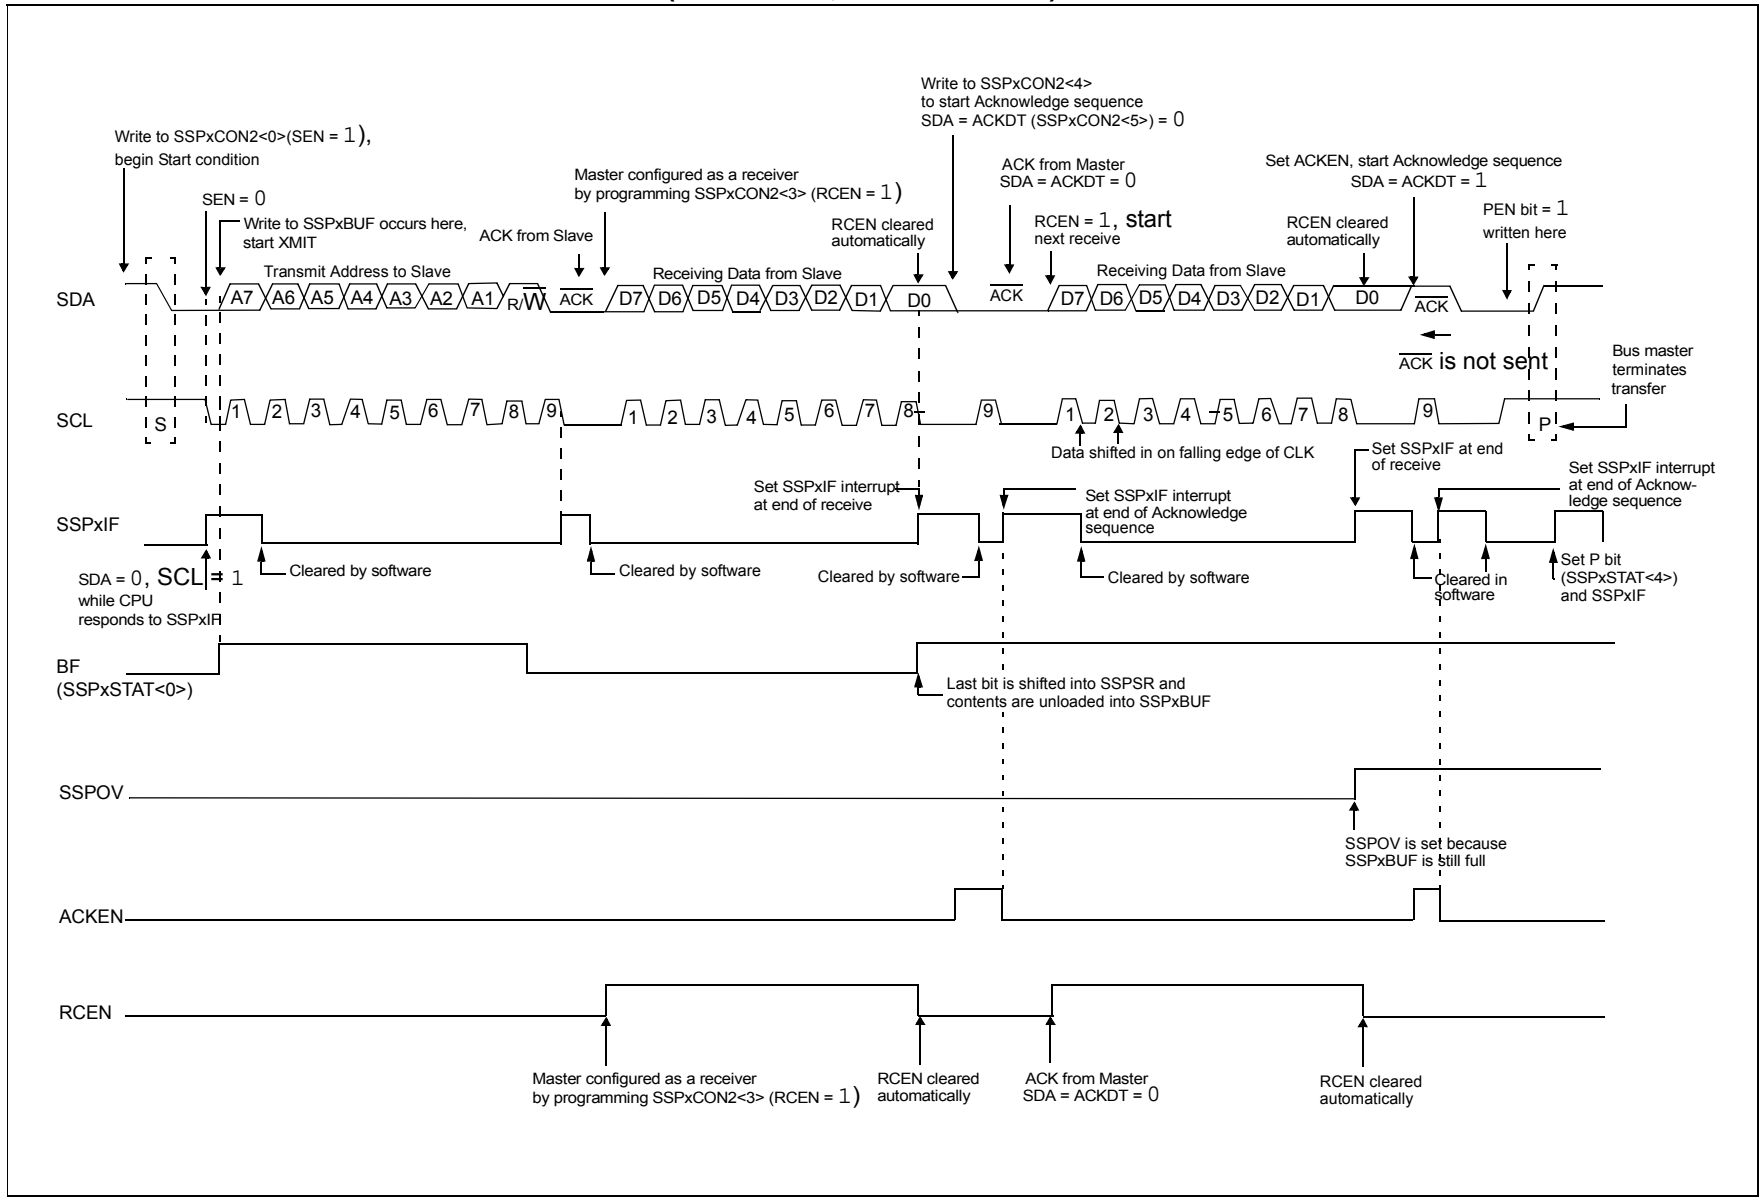 Write to SSPxCON2<4>
to start Acknowledge sequence
SDA = ACKDT (SSPxCON2<5>) = 0
Write to SSPxCON2<0>(SEN = 1),
begin Start condition
ACK from Master
SDA = ACKDT = 0
Set ACKEN, start Acknowledge sequence
SDA = ACKDT = 1
Master configured as a receiver
by programming SSPxCON2<3> (RCEN = 1)
SEN = 0
PEN bit = 1
written here
Write to SSPxBUF occurs here,
start XMIT
ACK from Slave
RCEN cleared
automatically
RCEN = 1, start
next receive
RCEN cleared
automatically
Transmit Address to Slave
Receiving Data from Slave
Receiving Data from Slave
SDA
A7 A6 A5 A4 A3 A2 A1 R/W ACK D7 D6 D5 D4 D3 D2 D1 D0 ACK D7 D6 D5 D4 D3 D2 D1 D0 ACK
ACK is not sent
Bus master
terminates
transfer
SCL
S 1 2 3 4 5 6 7 8 9 1 2 3 4 5 6 7 8 9 1 2 3 4 5 6 7 8 9 P
Data shifted in on falling edge of CLK
Set SSPxIF at end
of receive
Set SSPxIF interrupt
at end of receive
Set SSPxIF interrupt
at end of Acknowledge
sequence
Set SSPxIF interrupt
at end of Acknow-
ledge sequence
SSPxIF
SDA = 0, SCL = 1
while CPU
responds to SSPxIF
Cleared by software
Cleared by software
Cleared by software
Cleared by software
Cleared in
software
Set P bit
(SSPxSTAT<4>)
and SSPxIF
BF
(SSPxSTAT<0>)
Last bit is shifted into SSPSR and
contents are unloaded into SSPxBUF
SSPOV
SSPOV is set because
SSPxBUF is still full
ACKEN
RCEN
Master configured as a receiver
by programming SSPxCON2<3> (RCEN = 1)
RCEN cleared
automatically
ACK from Master
SDA = ACKDT = 0
RCEN cleared
automatically